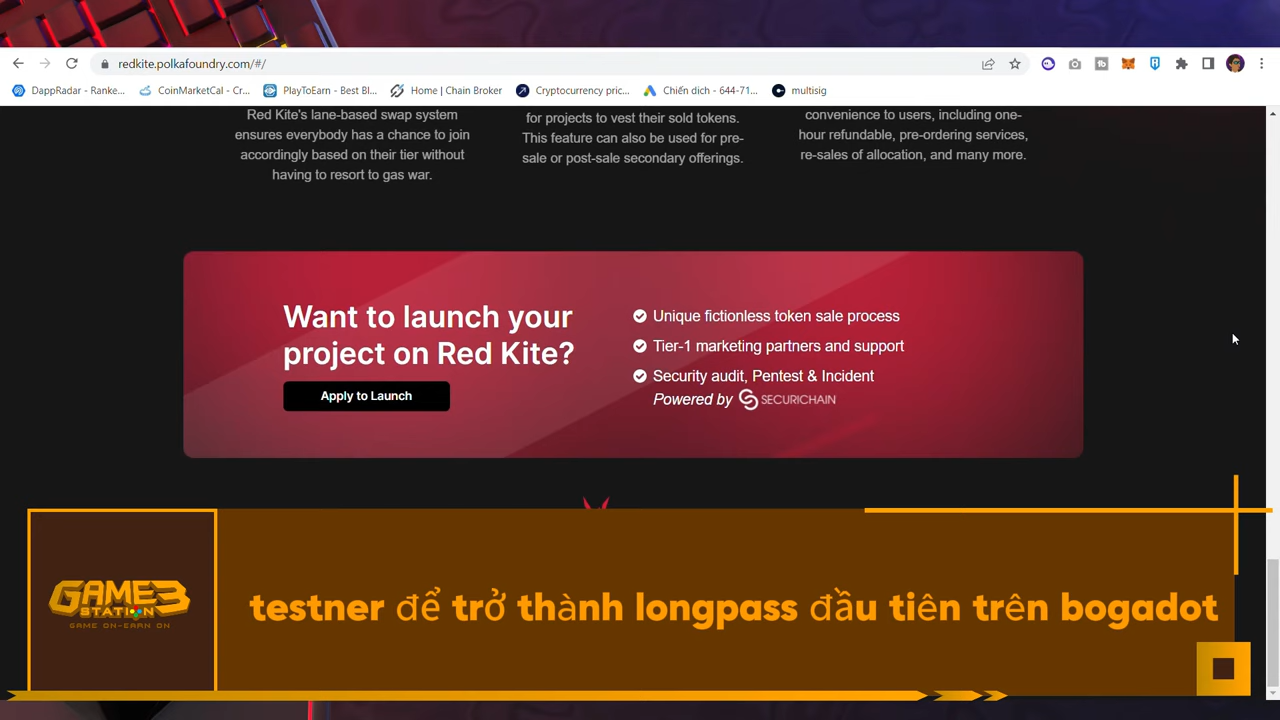 redkite.polkafoundry.com/#/
DappRadar - Ranke...
CoinMarketCal - Cr...
PlayToEarn - Best Bl...
Home | Chain Broker
Cryptocurrency pric...
Chiến dich - 644-71...
multisig
Red Kite's lane-based swap system
ensures everybody has a chance to join
accordingly based on their tier without
having to resort to gas war.
for projects to vest their sold tokens.
This feature can also be used for pre-
sale or post-sale secondary offerings.
convenience to users, including one-
hour refundable, pre-ordering services,
re-sales of allocation, and many more.
Want to launch your
project on Red Kite?
Apply to Launch
Unique fictionless token sale process
Tier-1 marketing partners and support
Security audit, Pentest & Incident
Powered by SECURICHAIN
GAME3
STATION
GAME ON-EARN ON
testner để trở thành longpass đầu tiên trên bogadot